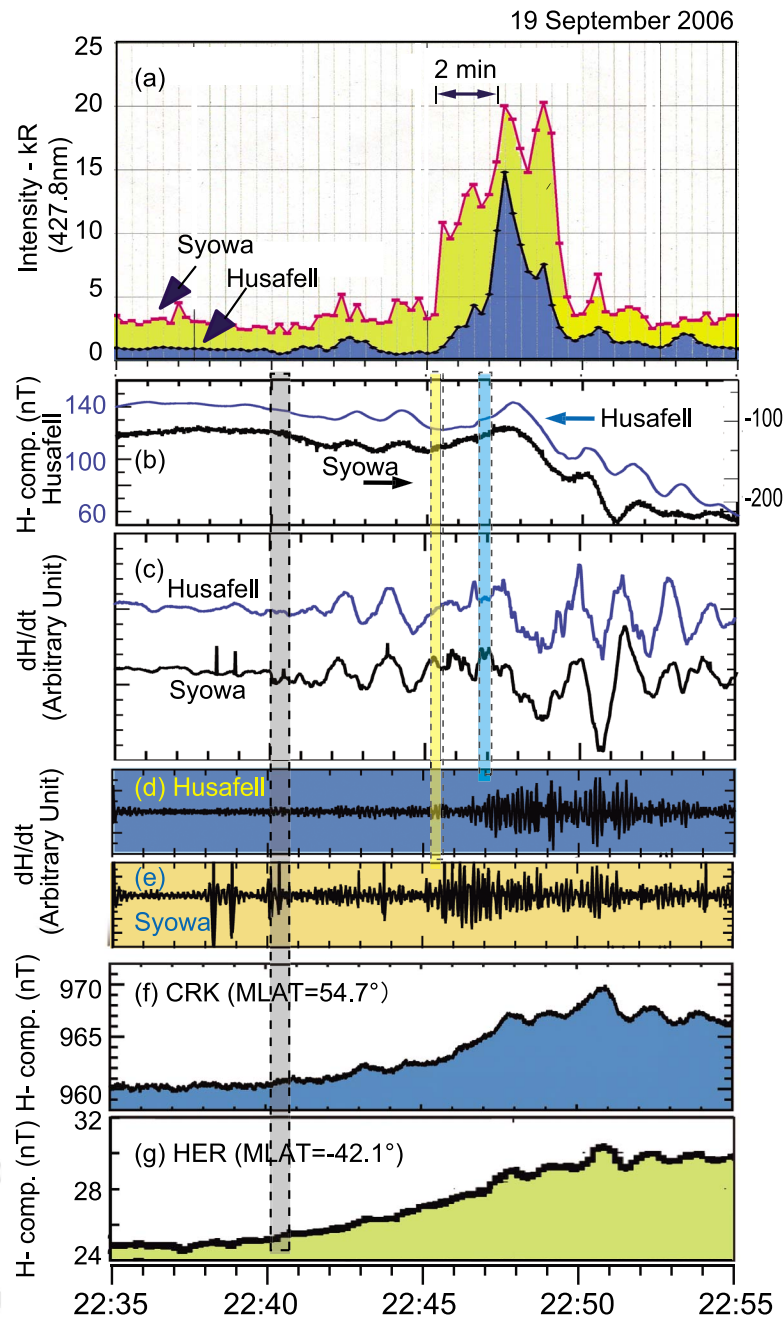 19 September 2006
25
20
15
10
5
0
Intensity - kR
(427.8nm)
(a)
2 min
Syowa
Husafell
H- comp. (nT)
Husafell
140
100
60
(b)
Husafell
Syowa
-100
-200
dH/dt
(Arbitrary Unit)
(c)
Husafell
Syowa
dH/dt
(Arbitrary Unit)
(d) Husafell
(e)
Syowa
H- comp. (nT)
970
965
960
(f) CRK (MLAT=54.7°)
H- comp. (nT)
32
28
24
(g) HER (MLAT=-42.1°)
22:35 22:40 22:45 22:50 22:55